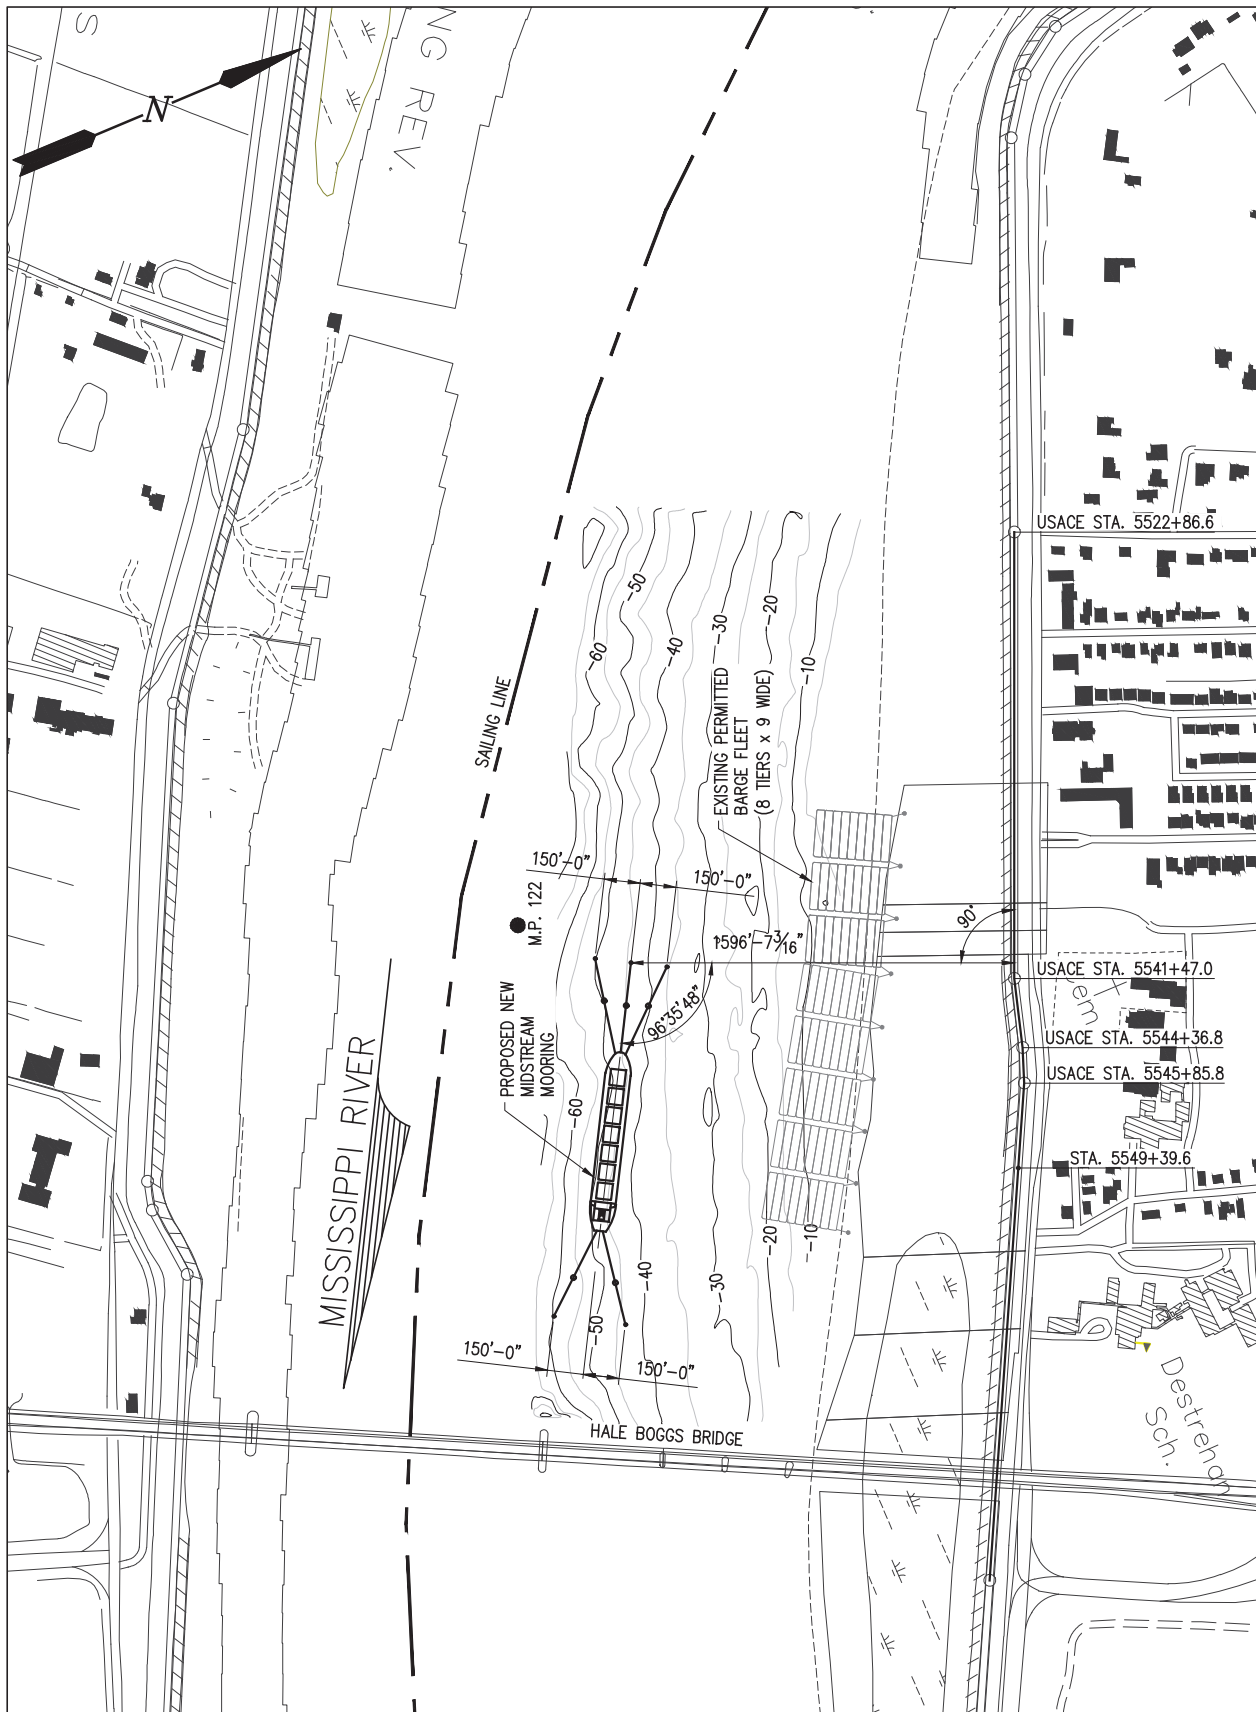 S
N
NG REV.
USACE STA. 5522+86.6
-50
-60
-40
-30
-20
-10
SAILING LINE
EXISTING PERMITTED
BARGE FLEET
(8 TIERS x 9 WIDE)
150'-0"
150'-0"
M.P. 122
1596'-7 3/16"
90°
USACE STA. 5541+47.0
96°35'48"
Cem
PROPOSED NEW
MIDSTREAM
MOORING
USACE STA. 5544+36.8
USACE STA. 5545+85.8
-60
MISSISSIPPI RIVER
STA. 5549+39.6
-20
-10
-40
-30
-50
150'-0"
150'-0"
Destrehan
Sch.
HALE BOGGS BRIDGE